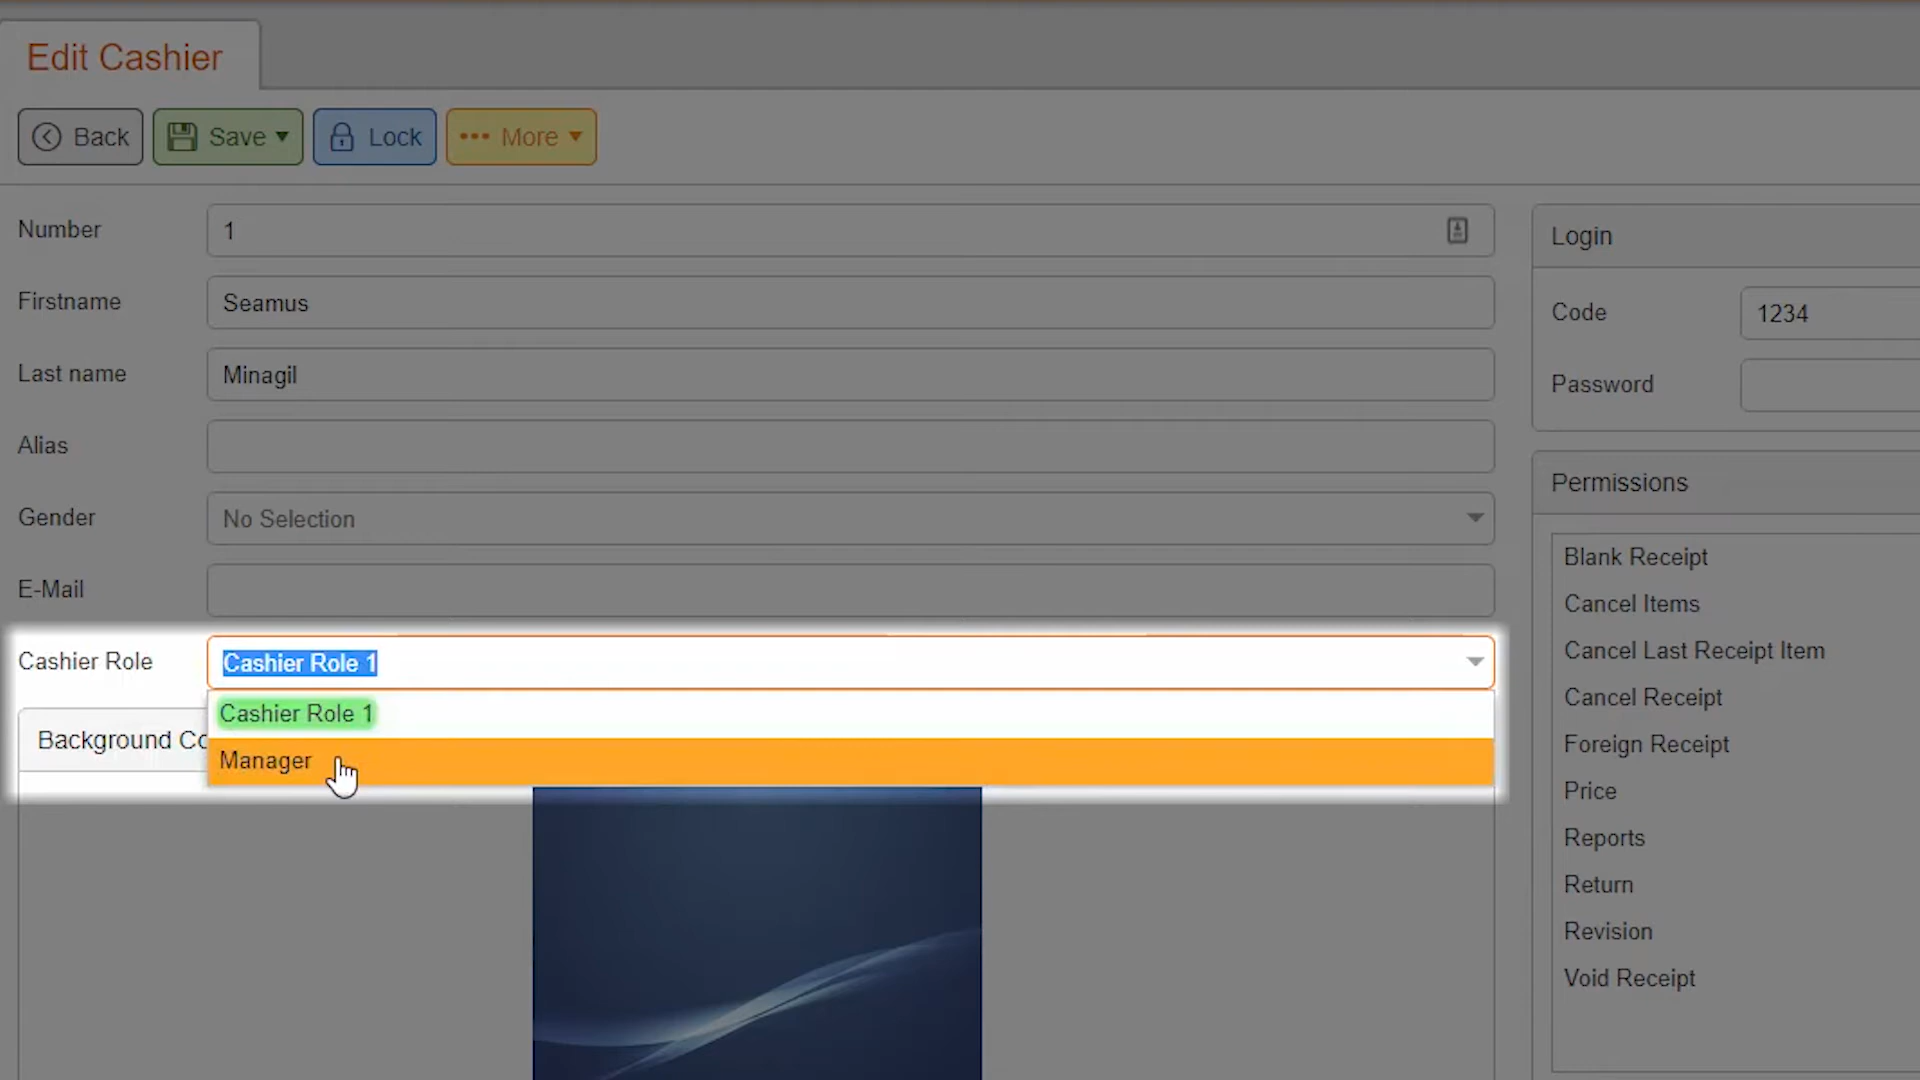 Edit Cashier
Back
Save
Lock
More
Number
1
Firstname
Seamus
Last name
Minagil
Alias
Gender
No Selection
E-Mail
Cashier Role
Cashier Role 1
Cashier Role 1
Manager
Background Co
Login
Code
1234
Password
Permissions
Blank Receipt
Cancel Items
Cancel Last Receipt Item
Cancel Receipt
Foreign Receipt
Price
Reports
Return
Revision
Void Receipt